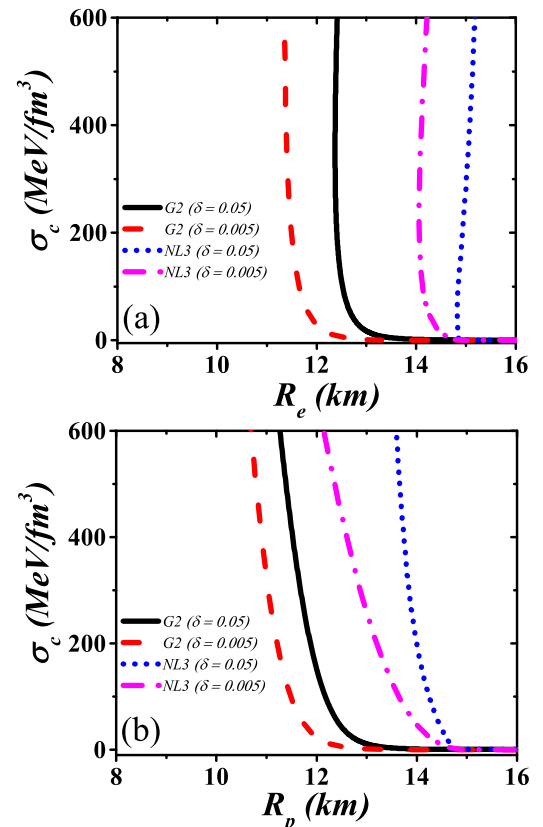 600
(a)
400
200
0
σc (MeV/fm³)
G2 (δ = 0.05)
G2 (δ = 0.005)
NL3 (δ = 0.05)
NL3 (δ = 0.005)
8 10 12 14 16
Re (km)
600
400
200
0
σc (MeV/fm³)
G2 (δ = 0.05)
G2 (δ = 0.005)
NL3 (δ = 0.05)
NL3 (δ = 0.005)
(b)
8 10 12 14 16
Rp (km)